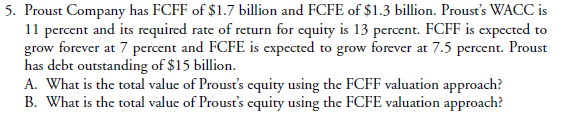 5. Proust Company has FCFF of $1.7 billion and FCFE of $1.3 billion. Proust's WACC is
11 percent and its required rate of return for equity is 13 percent. FCFF is expected to
grow forever at 7 percent and FCFE is expected to grow forever at 7.5 percent. Proust
has debt outstanding of $15 billion.
A. What is the total value of Proust's equity using the FCFF valuation approach?
B. What is the total value of Proust's equity using the FCFE valuation approach?